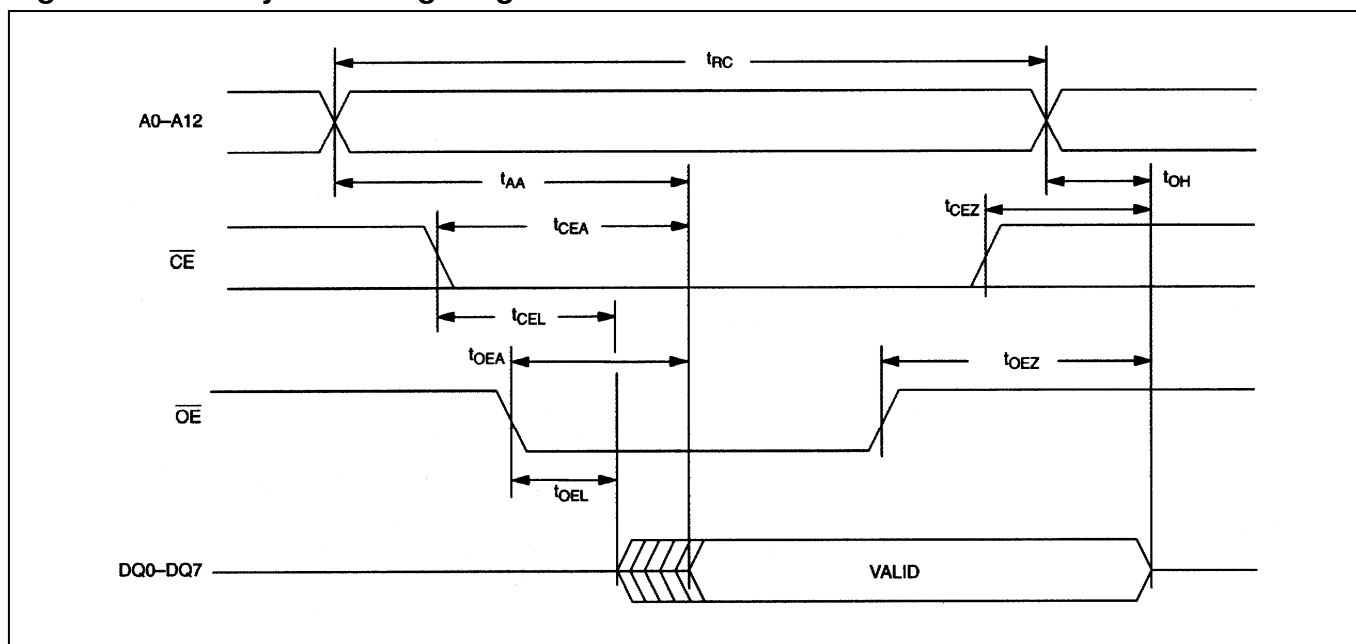 tRC
A0–A12
tAA
tOH
tCEZ
tCEA
CE
tCEL
tOEA
tOEZ
OE
tOEL
DQ0–DQ7
VALID